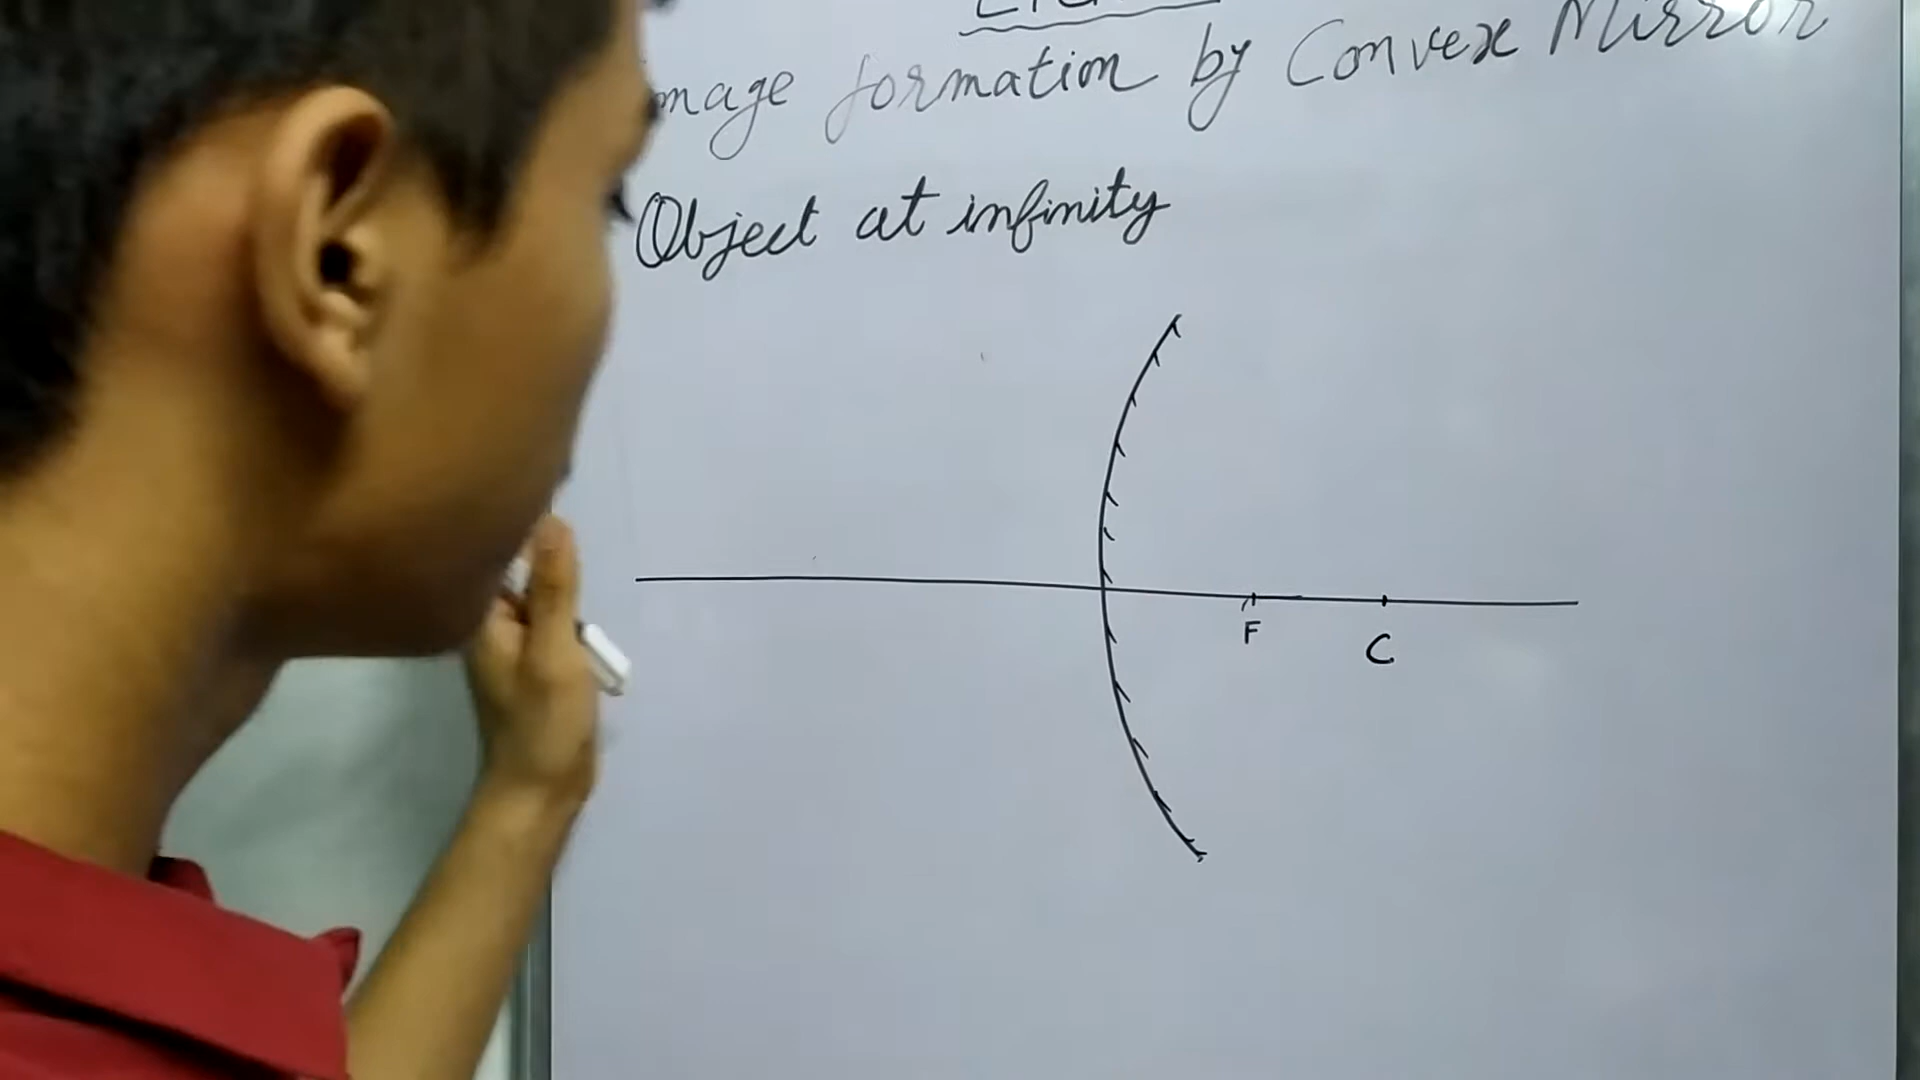 mage formation by Convex Mirror
Object at infinity
F
C